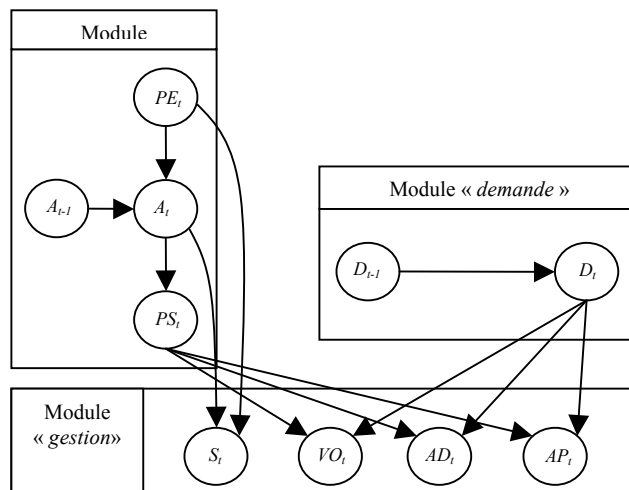 Module
PEₜ
Aₜ₋₁
Aₜ
PSₜ
Module « demande »
Dₜ₋₁
Dₜ
Module
« gestion»
Sₜ
VOₜ
ADₜ
APₜ